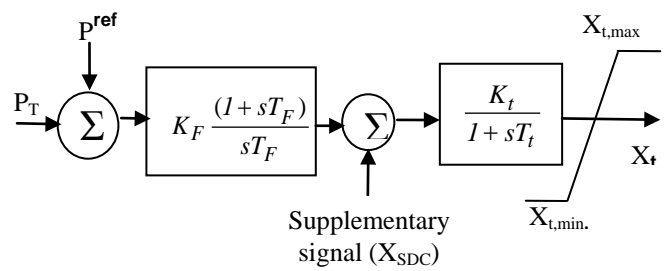 P^ref
X_t,max
P_T
Σ
K_F (1 + sT_F) / sT_F
Σ
K_t / 1 + sT_t
X_t
X_t,min.
Supplementary
signal (X_SDC)